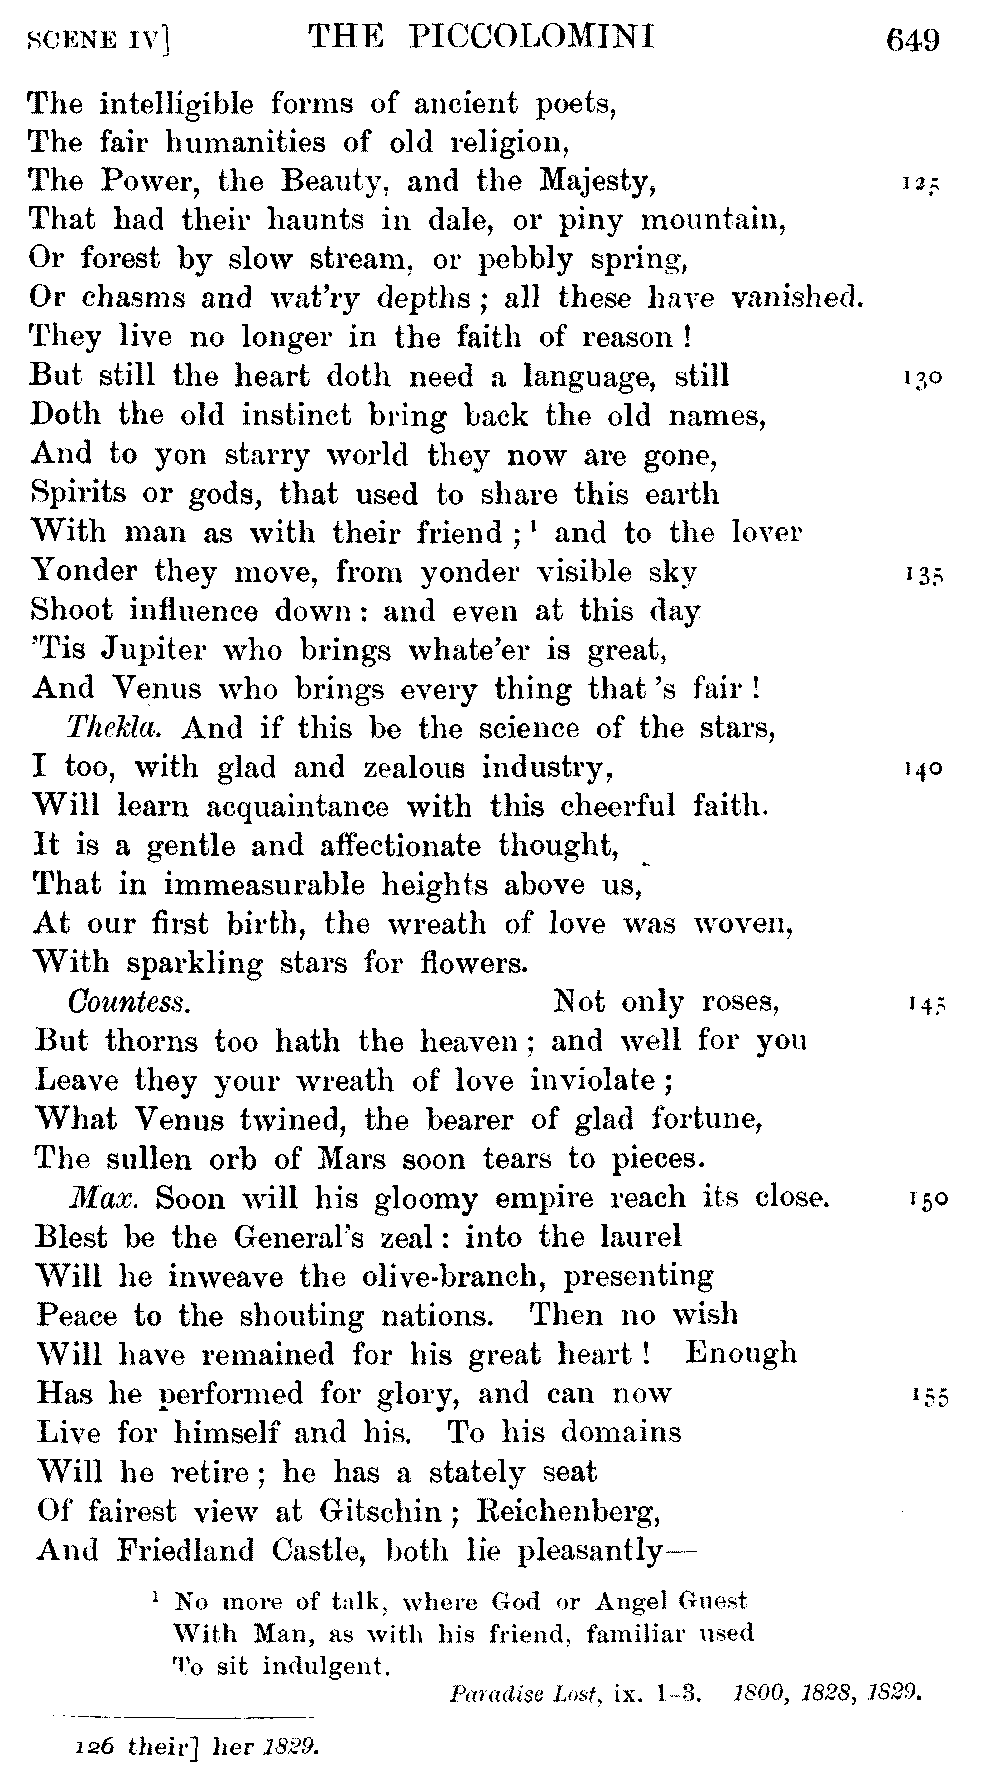 SCENE IV] THE PICCOLOMINI 649
The intelligible forms of ancient poets,
The fair humanities of old religion,
The Power, the Beauty, and the Majesty, 125
That had their haunts in dale, or piny mountain,
Or forest by slow stream, or pebbly spring,
Or chasms and wat'ry depths ; all these have vanished.
They live no longer in the faith of reason !
But still the heart doth need a language, still 130
Doth the old instinct bring back the old names,
And to yon starry world they now are gone,
Spirits or gods, that used to share this earth
With man as with their friend ; ¹ and to the lover
Yonder they move, from yonder visible sky 135
Shoot influence down : and even at this day
'Tis Jupiter who brings whate'er is great,
And Venus who brings every thing that 's fair !
Thekla. And if this be the science of the stars,
I too, with glad and zealous industry, 140
Will learn acquaintance with this cheerful faith.
It is a gentle and affectionate thought,
That in immeasurable heights above us,
At our first birth, the wreath of love was woven,
With sparkling stars for flowers.
Countess. Not only roses, 145
But thorns too hath the heaven ; and well for you
Leave they your wreath of love inviolate ;
What Venus twined, the bearer of glad fortune,
The sullen orb of Mars soon tears to pieces.
Max. Soon will his gloomy empire reach its close. 150
Blest be the General's zeal : into the laurel
Will he inweave the olive-branch, presenting
Peace to the shouting nations. Then no wish
Will have remained for his great heart ! Enough
Has he performed for glory, and can now 155
Live for himself and his. To his domains
Will he retire ; he has a stately seat
Of fairest view at Gitschin ; Reichenberg,
And Friedland Castle, both lie pleasantly—
¹ No more of talk, where God or Angel Guest
With Man, as with his friend, familiar used
To sit indulgent.
Paradise Lost, ix. 1-3. 1800, 1828, 1829.
126 their] her 1829.